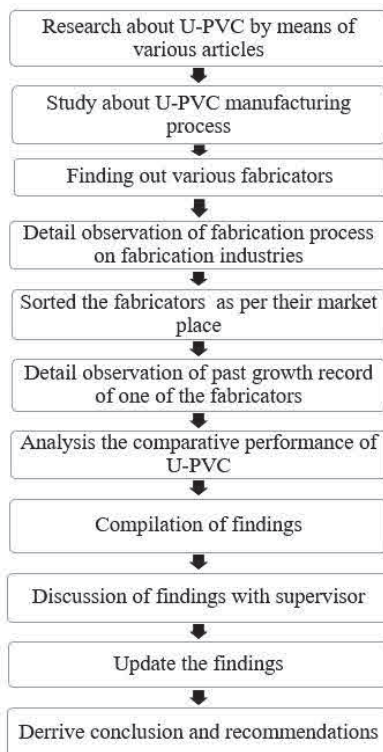 Research about U-PVC by means of
various articles
Study about U-PVC manufacturing
process
Finding out various fabricators
Detail observation of fabrication process
on fabrication industries
Sorted the fabricators as per their market
place
Detail observation of past growth record
of one of the fabricators
Analysis the comparative performance of
U-PVC
Compilation of findings
Discussion of findings with supervisor
Update the findings
Derrive conclusion and recommendations